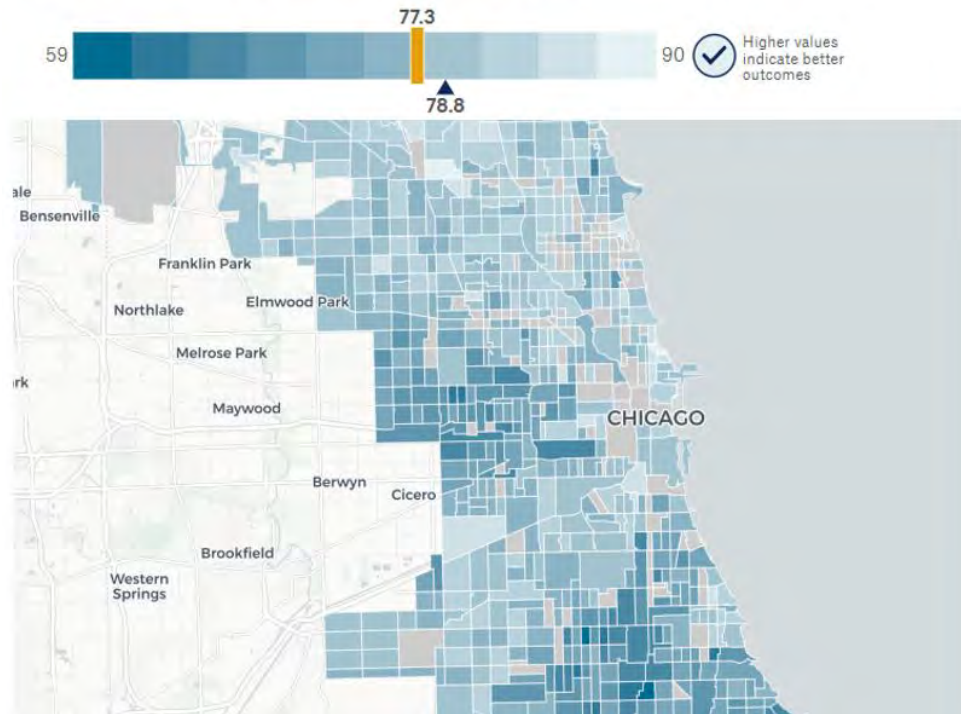 77.3
59
90
Higher values
indicate better
outcomes
78.8
ale
Bensenville
Franklin Park
Northlake
Elmwood Park
Melrose Park
rk
Maywood
CHICAGO
Berwyn
Cicero
Brookfield
Western
Springs